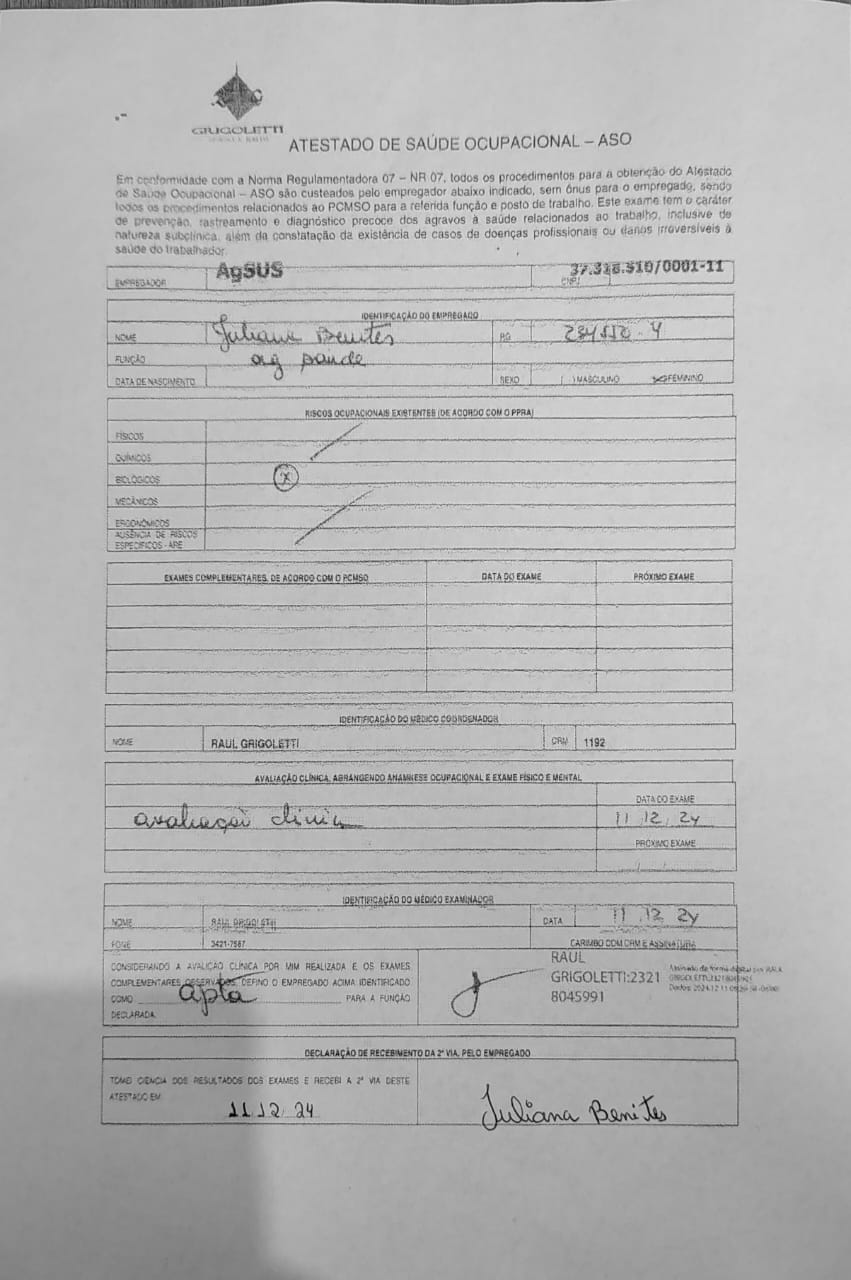 GRIGOLETTI
ATESTADO DE SAÚDE OCUPACIONAL – ASO
Em conformidade com a Norma Regulamentadora 07 – NR 07, todos os procedimentos para a obtenção do Atestado
de Saúde Ocupacional – ASO são custeados pelo empregador abaixo indicado, sem ônus para o empregado, sendo
todos os procedimentos relacionados ao PCMSO para a referida função e posto de trabalho. Este exame tem o caráter
de prevenção, rastreamento e diagnóstico precoce dos agravos à saúde relacionados ao trabalho, inclusive de
natureza subclínica, além da constatação da existência de casos de doenças profissionais ou danos irreversíveis à
saúde do trabalhador.
EMPREGADOR AgSUS CNPJ 37.318.510/0001-11
IDENTIFICAÇÃO DO EMPREGADO
NOME Juliana Benites RG
FUNÇÃO
DATA DE NASCIMENTO SEXO ( ) MASCULINO (x) FEMININO
RISCOS OCUPACIONAIS EXISTENTES (DE ACORDO COM O PPRA)
FÍSICOS
QUÍMICOS
BIOLÓGICOS (x)
MECÂNICOS
ERGONÔMICOS
AUSÊNCIA DE RISCOS
ESPECÍFICOS - ARE
EXAMES COMPLEMENTARES, DE ACORDO COM O PCMSO DATA DO EXAME PRÓXIMO EXAME
IDENTIFICAÇÃO DO MÉDICO COORDENADOR
NOME RAUL GRIGOLETTI CRM 1192
AVALIAÇÃO CLÍNICA, ABRANGENDO ANAMNESE OCUPACIONAL E EXAME FÍSICO E MENTAL
DATA DO EXAME
avaliação clinica 11/12/24
PRÓXIMO EXAME
IDENTIFICAÇÃO DO MÉDICO EXAMINADOR
NOME RAUL GRIGOLETTI DATA 11 12 24
FONE 3421-7567 CARIMBO COM CRM E ASSINATURA
CONSIDERANDO A AVALIÇÃO CLÍNICA POR MIM REALIZADA E OS EXAMES
COMPLEMENTARES OBSERVADOS, DEFINO O EMPREGADO ACIMA IDENTIFICADO
COMO apta PARA A FUNÇÃO
DECLARADA.
RAUL
GRIGOLETTI:2321
8045991
Assinado de forma digital por RAUL
GRIGOLETTI:23218045991
DECLARAÇÃO DE RECEBIMENTO DA 2ª VIA, PELO EMPREGADO
TOMEI CIÊNCIA DOS RESULTADOS DOS EXAMES E RECEBI A 2ª VIA DESTE
ATESTADO EM 11.12.24
Juliana Benites